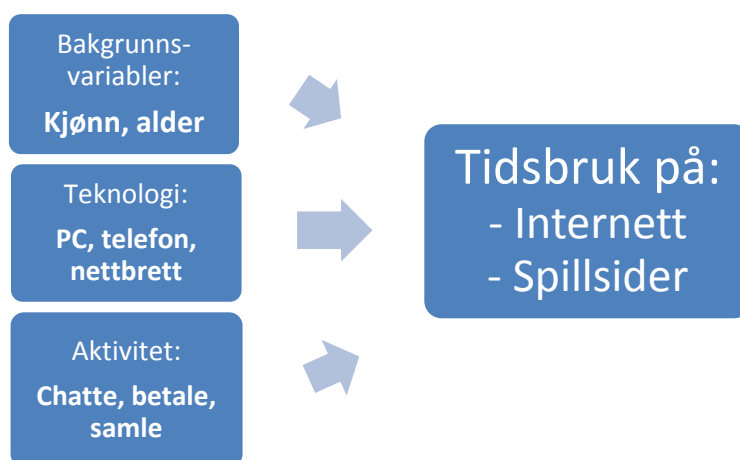 Bakgrunns-
variabler:
Kjønn, alder
Teknologi:
PC, telefon,
nettbrett
Aktivitet:
Chatte, betale,
samle
Tidsbruk på:
- Internett
- Spillsider